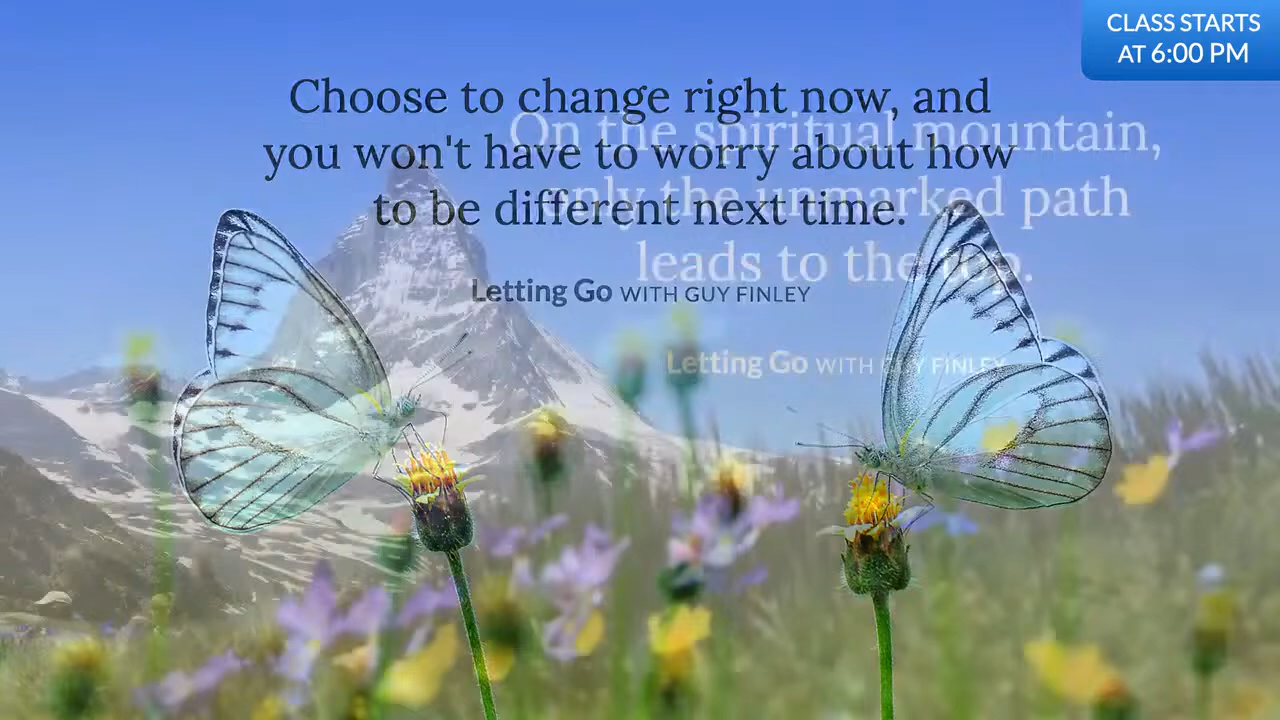 CLASS STARTS
AT 6:00 PM
Choose to change right now, and
you won't have to worry about how
to be different next time.
Letting Go WITH GUY FINLEY
On the spiritual mountain,
only the unmarked path
leads to the top.
Letting Go WITH GUY FINLEY